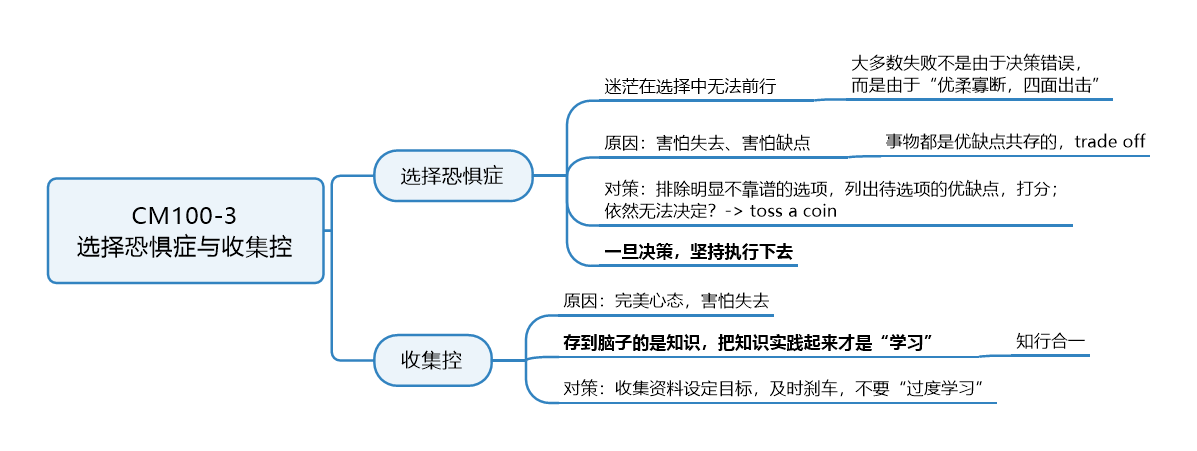 CM100-3
选择恐惧症与收集控
选择恐惧症
迷茫在选择中无法前行
大多数失败不是由于决策错误，
而是由于“优柔寡断，四面出击”
原因：害怕失去、害怕缺点
事物都是优缺点共存的，trade off
对策：排除明显不靠谱的选项，列出待选项的优缺点，打分；
依然无法决定？-> toss a coin
一旦决策，坚持执行下去
收集控
原因：完美心态，害怕失去
存到脑子的是知识，把知识实践起来才是“学习”
知行合一
对策：收集资料设定目标，及时刹车，不要“过度学习”